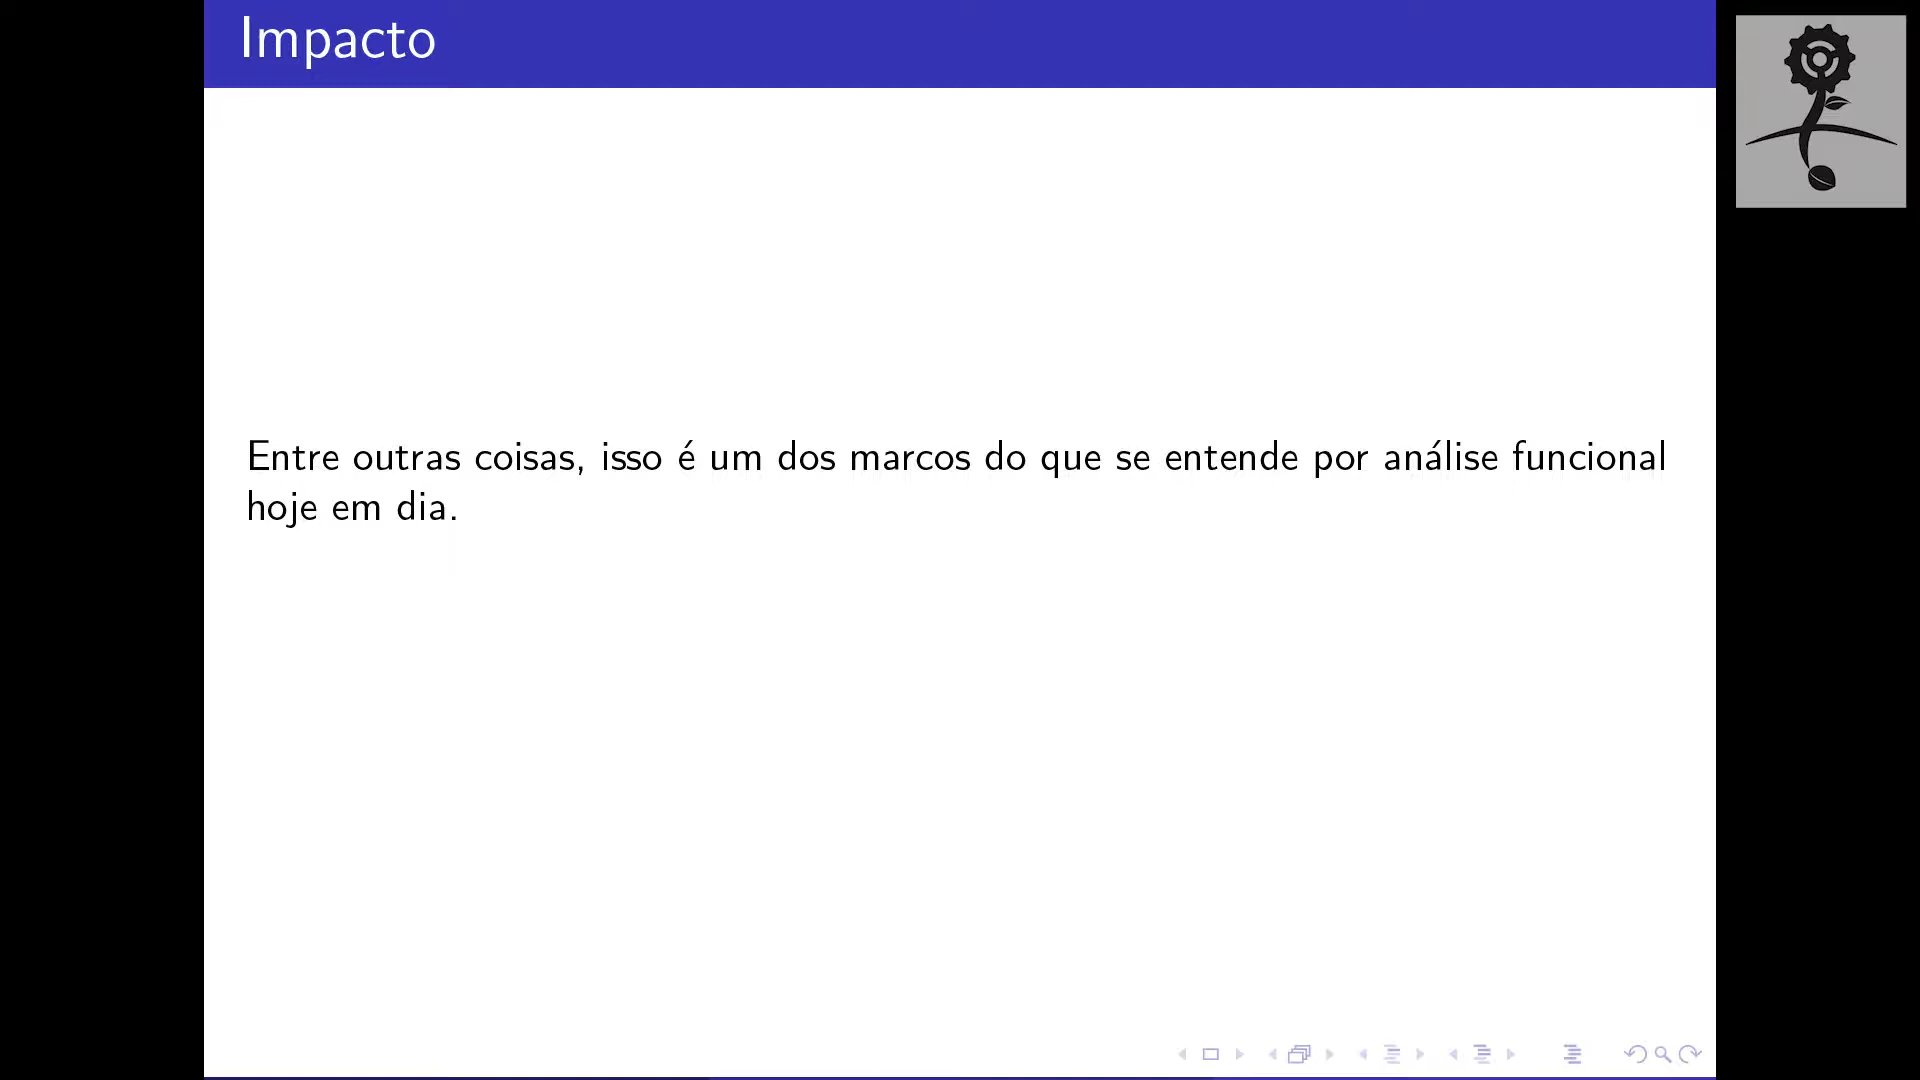 Impacto
Entre outras coisas, isso é um dos marcos do que se entende por análise funcional
hoje em dia.